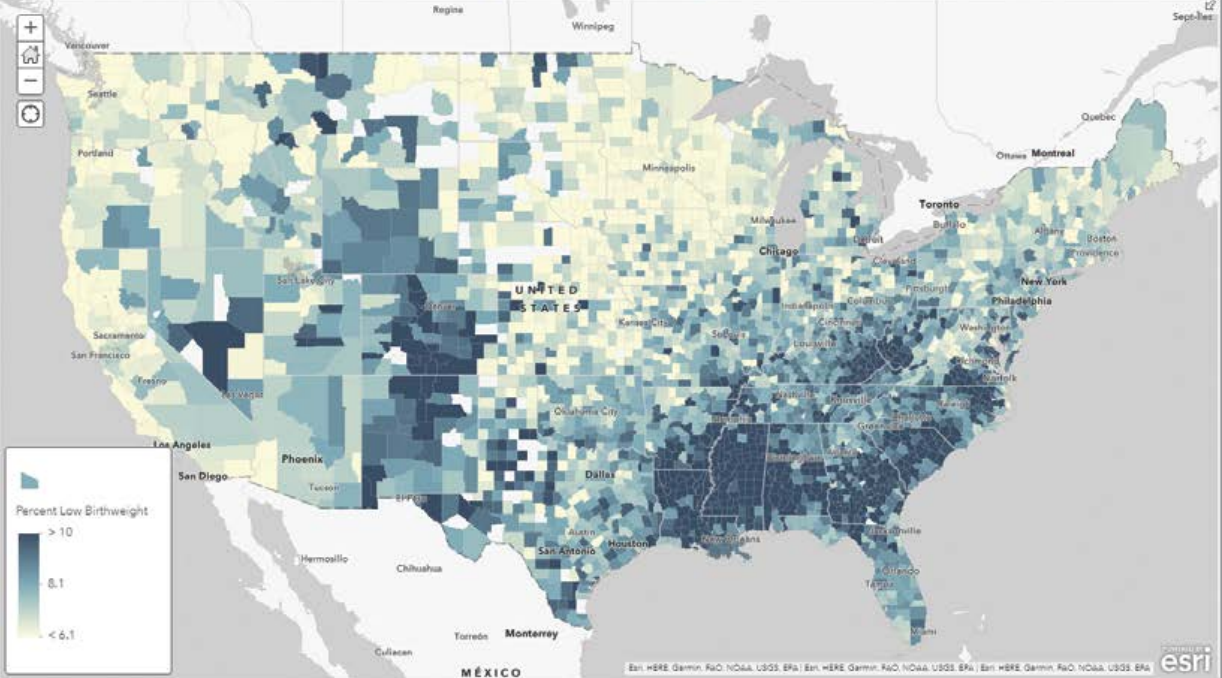 Regina
Winnipeg
Sept-Iles
Vancouver
+
−
Seattle
Quebec
Portland
Ottawa Montreal
Minneapolis
Toronto
Milwaukee
Buffalo
Albany
Detroit
Boston
Chicago
Cleveland
Providence
Salt Lake City
UNITED
STATES
Denver
Pittsburgh
New York
Indianapolis
Columbus
Philadelphia
Sacramento
Kansas City
Cincinnati
Washington
San Francisco
Louisville
Richmond
Fresno
Norfolk
Las Vegas
Nashville
Knoxville
Raleigh
Oklahoma City
Memphis
Greenville
Los Angeles
Phoenix
San Diego
Dallas
Tucson
El Paso
Percent Low Birthweight
> 10
8.1
< 6.1
Austin
Jacksonville
Houston
New Orleans
San Antonio
Hermosillo
Chihuahua
Orlando
Tampa
Torreón
Monterrey
Miami
Culiacan
MÉXICO
Esri, HERE, Garmin, FAO, NOAA, USGS, EPA | Esri, HERE, Garmin, FAO, NOAA, USGS, EPA | Esri, HERE, Garmin, FAO, NOAA, USGS, EPA
POWERED BY
esri